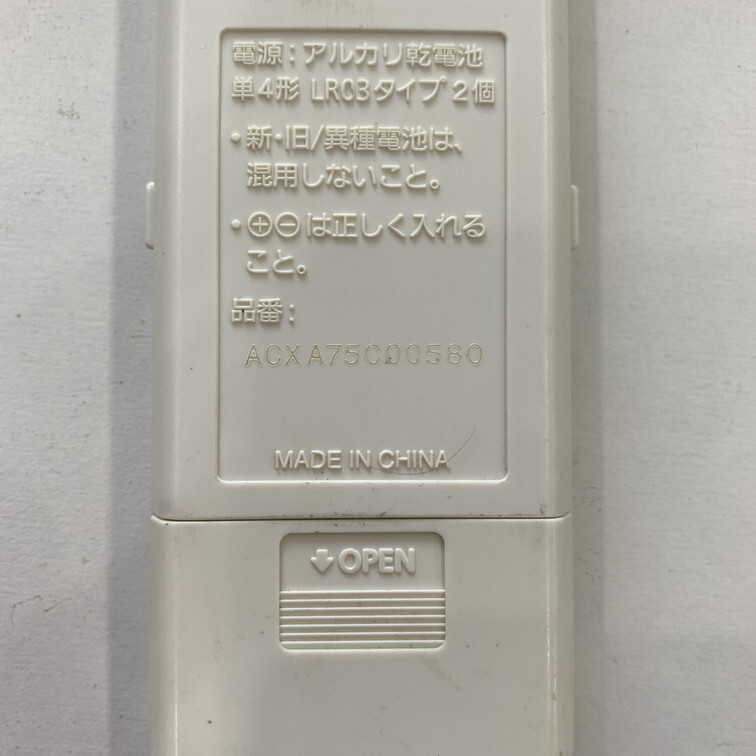 電源：アルカリ乾電池
単4形 LR03タイプ 2個
・新・旧/異種電池は、
混用しないこと。
・⊕⊖は正しく入れる
こと。
品番：
ACXA75C00580
MADE IN CHINA
↓OPEN